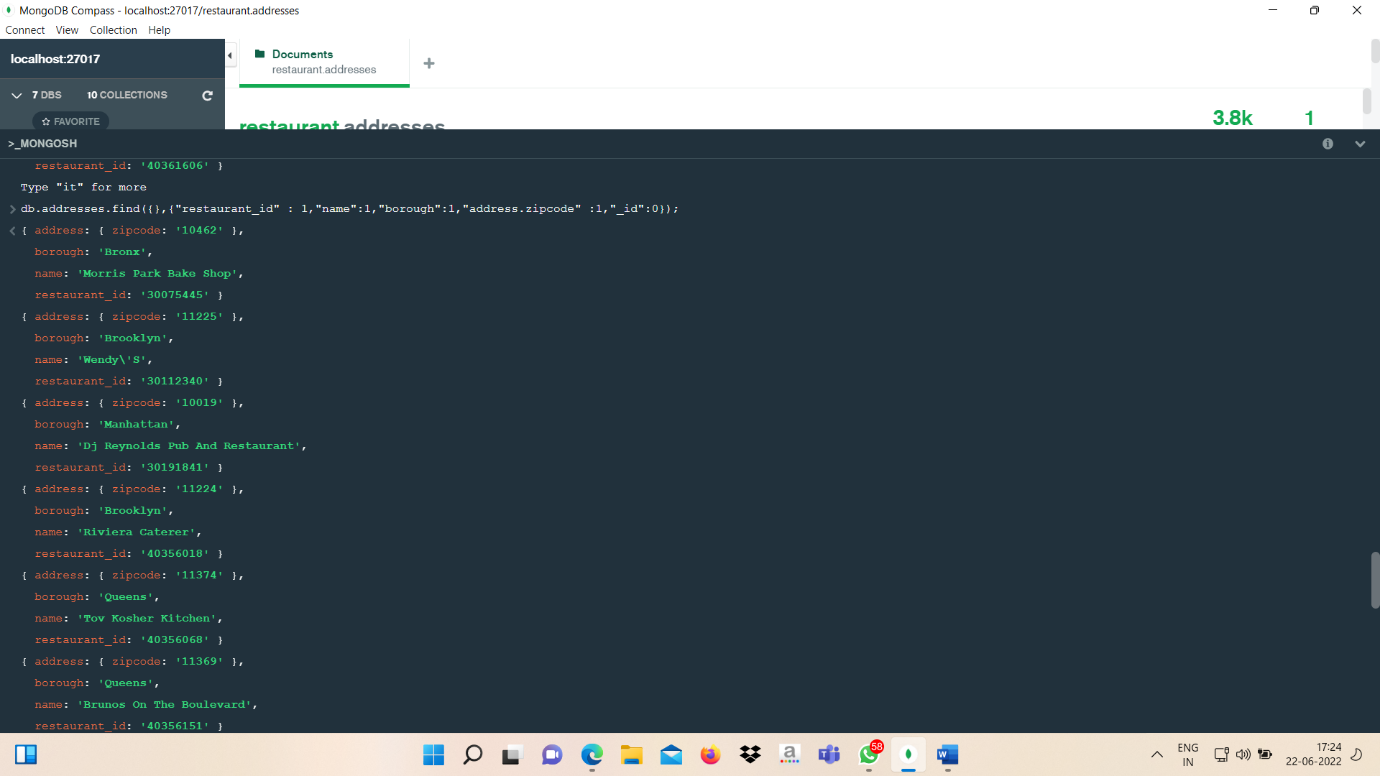 MongoDB Compass - localhost:27017/restaurant.addresses
Connect View Collection Help
localhost:27017
Documents
restaurant.addresses
7 DBS 10 COLLECTIONS
FAVORITE
restaurant.addresses
3.8k 1
>_MONGOSH
restaurant_id: '40361606' }
Type "it" for more
> db.addresses.find({},{"restaurant_id" : 1,"name":1,"borough":1,"address.zipcode" :1,"_id":0});
< { address: { zipcode: '10462' },
borough: 'Bronx',
name: 'Morris Park Bake Shop',
restaurant_id: '30075445' }
{ address: { zipcode: '11225' },
borough: 'Brooklyn',
name: 'Wendy\'S',
restaurant_id: '30112340' }
{ address: { zipcode: '10019' },
borough: 'Manhattan',
name: 'Dj Reynolds Pub And Restaurant',
restaurant_id: '30191841' }
{ address: { zipcode: '11224' },
borough: 'Brooklyn',
name: 'Riviera Caterer',
restaurant_id: '40356018' }
{ address: { zipcode: '11374' },
borough: 'Queens',
name: 'Tov Kosher Kitchen',
restaurant_id: '40356068' }
{ address: { zipcode: '11369' },
borough: 'Queens',
name: 'Brunos On The Boulevard',
restaurant_id: '40356151' }
58
ENG
IN
17:24
22-06-2022